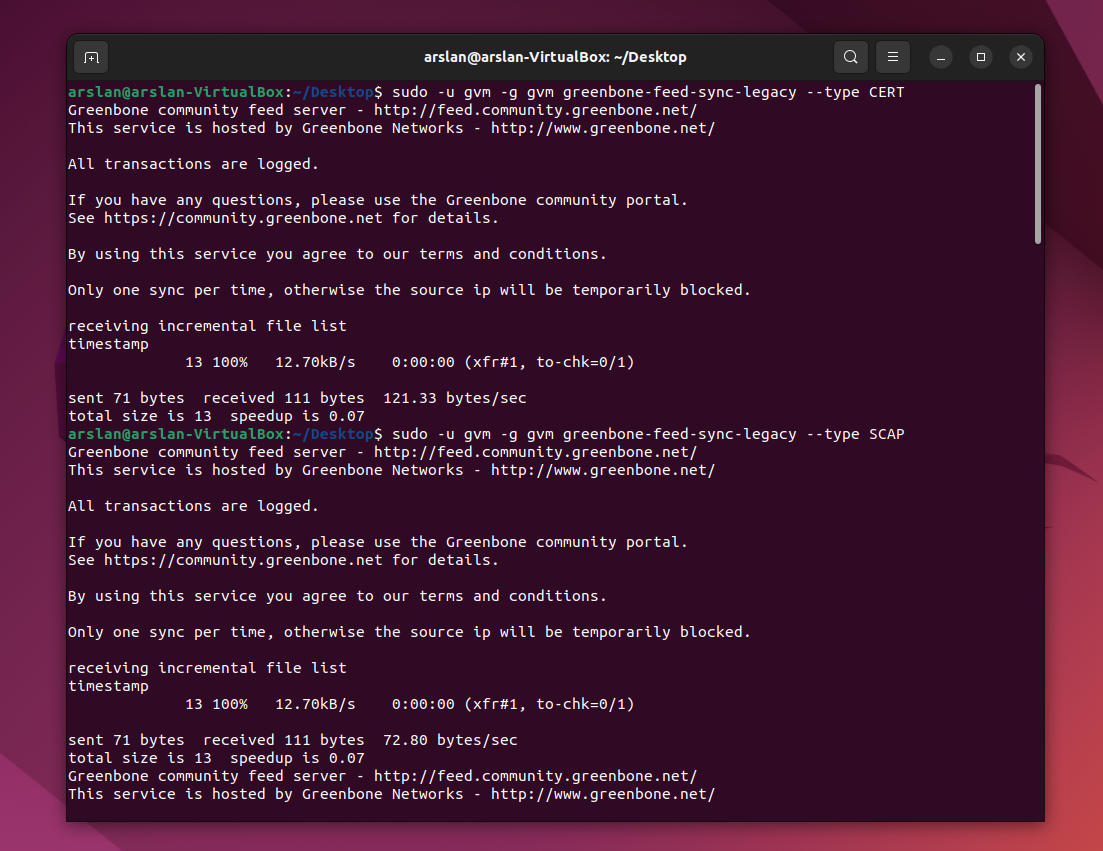 arslan@arslan-VirtualBox: ~/Desktop
arslan@arslan-VirtualBox:~/Desktop$ sudo -u gvm -g gvm greenbone-feed-sync-legacy --type CERT
Greenbone community feed server - http://feed.community.greenbone.net/
This service is hosted by Greenbone Networks - http://www.greenbone.net/
All transactions are logged.
If you have any questions, please use the Greenbone community portal.
See https://community.greenbone.net for details.
By using this service you agree to our terms and conditions.
Only one sync per time, otherwise the source ip will be temporarily blocked.
receiving incremental file list
timestamp
             13 100%   12.70kB/s    0:00:00 (xfr#1, to-chk=0/1)
sent 71 bytes  received 111 bytes  121.33 bytes/sec
total size is 13  speedup is 0.07
arslan@arslan-VirtualBox:~/Desktop$ sudo -u gvm -g gvm greenbone-feed-sync-legacy --type SCAP
Greenbone community feed server - http://feed.community.greenbone.net/
This service is hosted by Greenbone Networks - http://www.greenbone.net/
All transactions are logged.
If you have any questions, please use the Greenbone community portal.
See https://community.greenbone.net for details.
By using this service you agree to our terms and conditions.
Only one sync per time, otherwise the source ip will be temporarily blocked.
receiving incremental file list
timestamp
             13 100%   12.70kB/s    0:00:00 (xfr#1, to-chk=0/1)
sent 71 bytes  received 111 bytes  72.80 bytes/sec
total size is 13  speedup is 0.07
Greenbone community feed server - http://feed.community.greenbone.net/
This service is hosted by Greenbone Networks - http://www.greenbone.net/